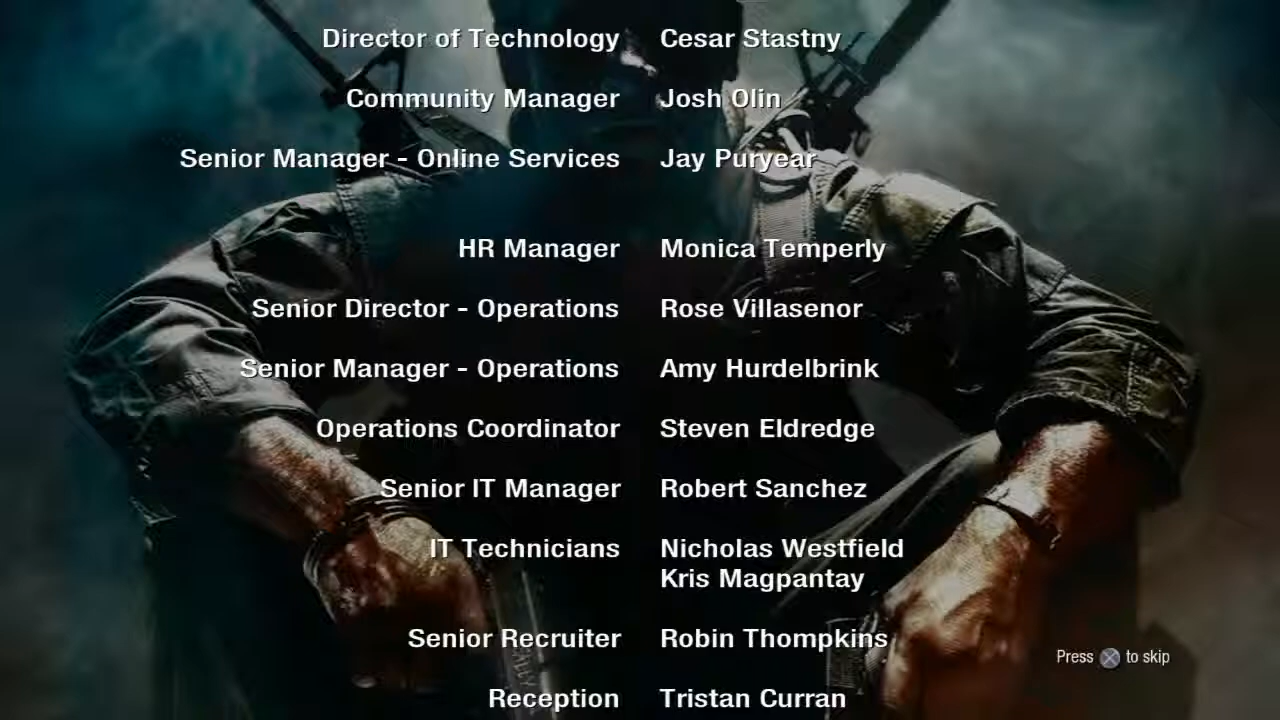 Director of Technology Cesar Stastny
Community Manager Josh Olin
Senior Manager - Online Services Jay Puryear
HR Manager Monica Temperly
Senior Director - Operations Rose Villasenor
Senior Manager - Operations Amy Hurdelbrink
Operations Coordinator Steven Eldredge
Senior IT Manager Robert Sanchez
IT Technicians Nicholas Westfield
Kris Magpantay
Senior Recruiter Robin Thompkins
Press to skip
Reception Tristan Curran